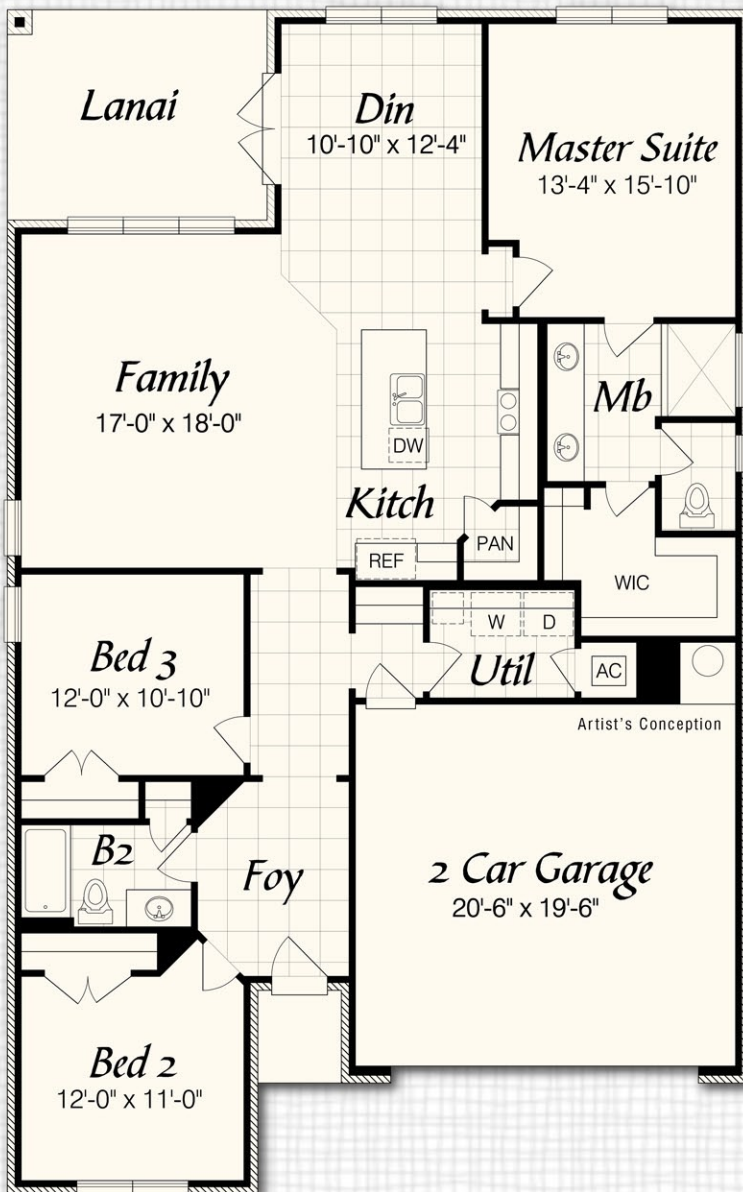 Lanai
Din
10'-10" x 12'-4"
Master Suite
13'-4" x 15'-10"
Family
17'-0" x 18'-0"
DW
Mb
Kitch
REF
PAN
WIC
W
D
Util
AC
Bed 3
12'-0" x 10'-10"
Artist's Conception
B2
Foy
2 Car Garage
20'-6" x 19'-6"
Bed 2
12'-0" x 11'-0"